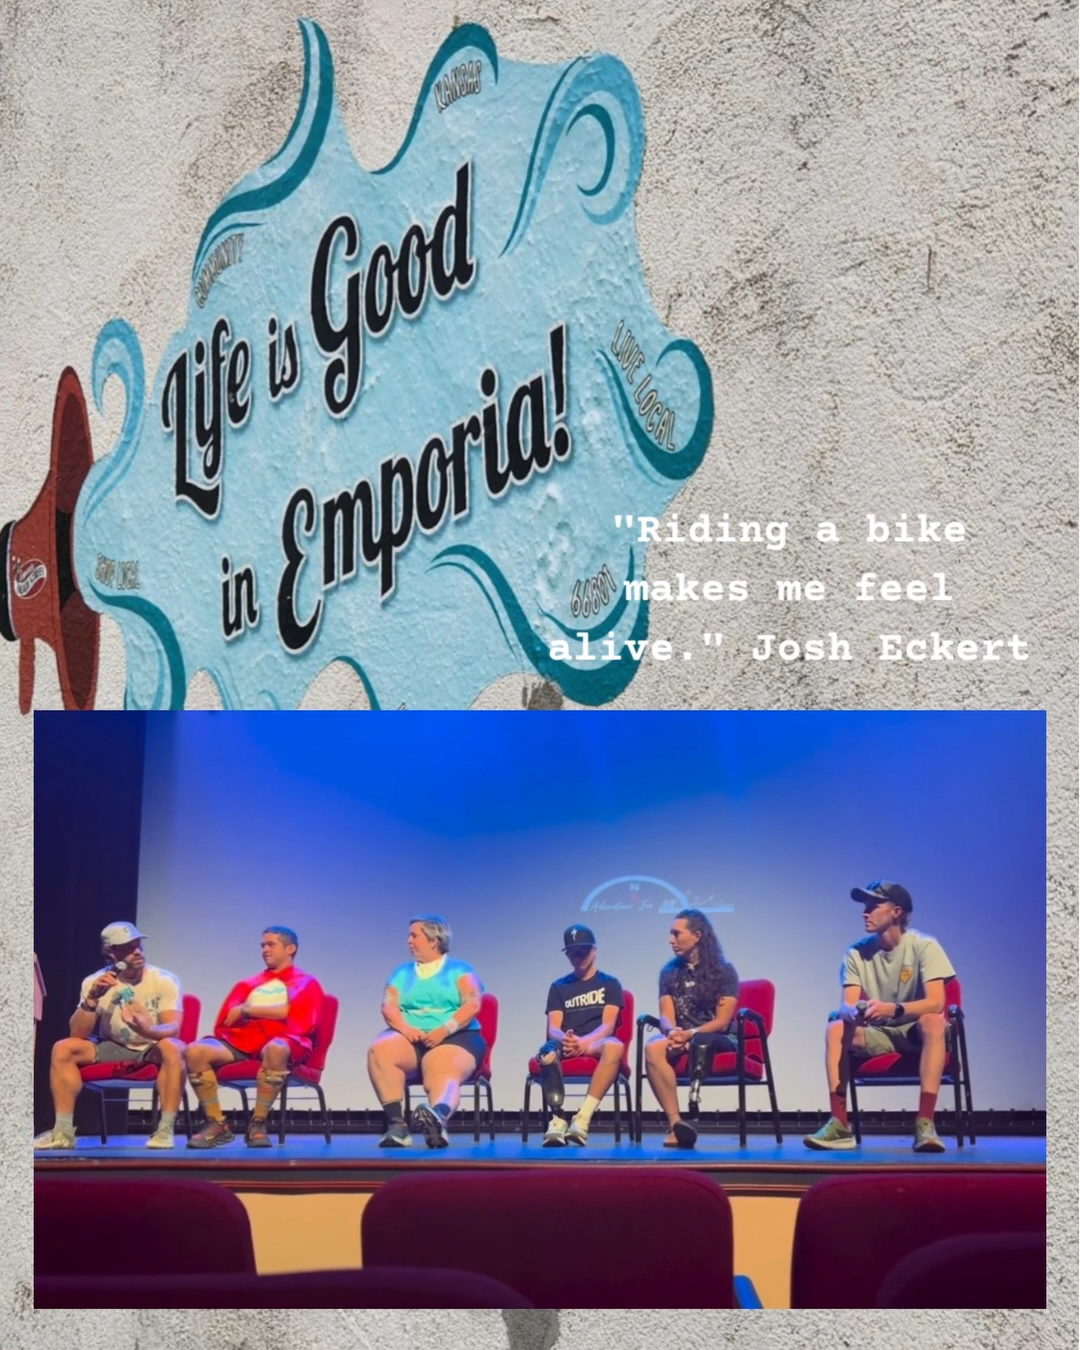 KANSAS
COMMUNITY
Life is Good
LIVE LOCAL
in Emporia!
"Riding a bike
SHOP LOCAL
66801
makes me feel
alive." Josh Eckert
N
OUTRIDE